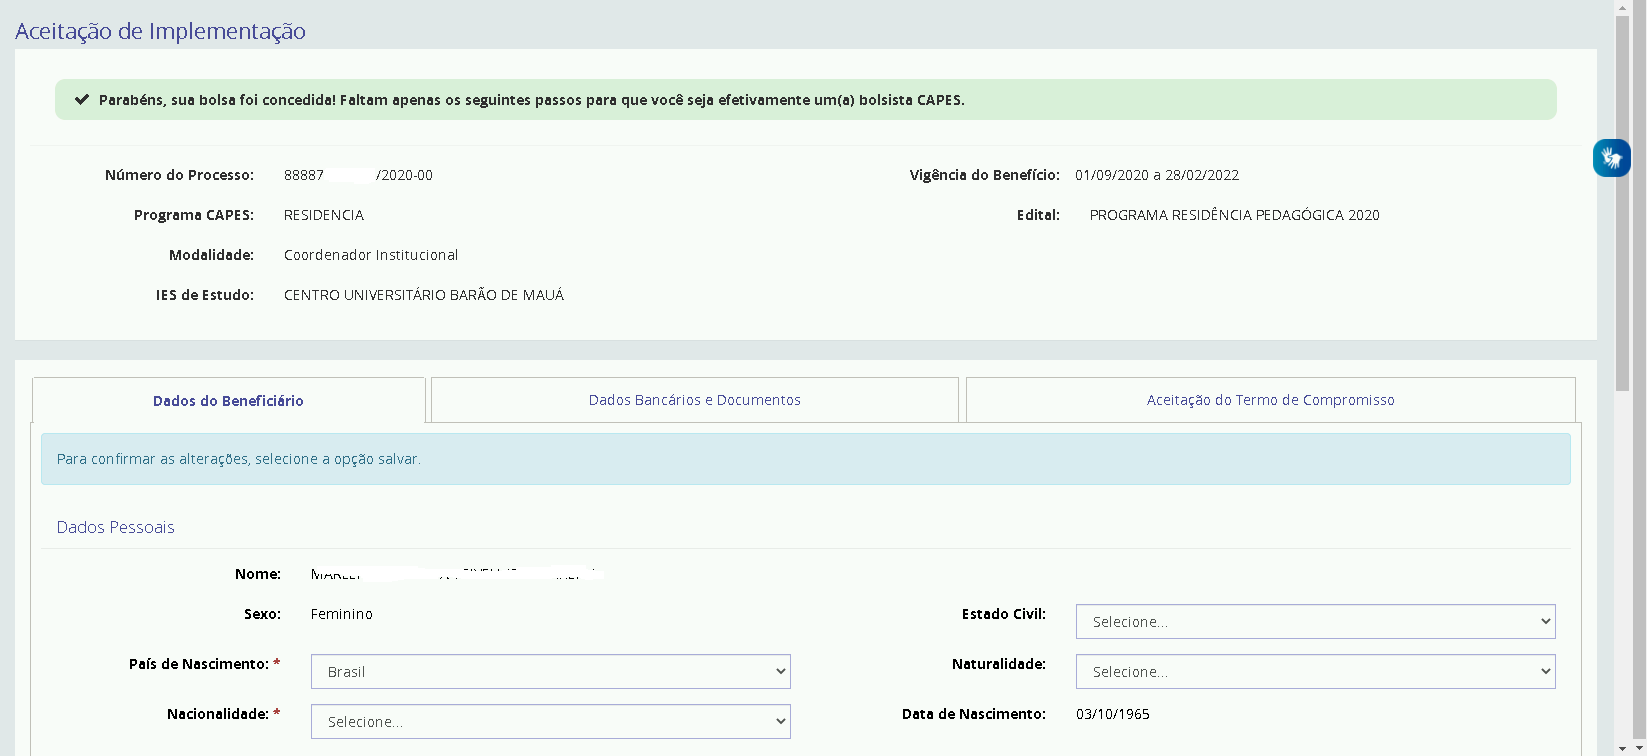 Aceitação de Implementação
Parabéns, sua bolsa foi concedida! Faltam apenas os seguintes passos para que você seja efetivamente um(a) bolsista CAPES.
Número do Processo: 88887 /2020-00 Vigência do Benefício: 01/09/2020 a 28/02/2022
Programa CAPES: RESIDENCIA Edital: PROGRAMA RESIDÊNCIA PEDAGÓGICA 2020
Modalidade: Coordenador Institucional
IES de Estudo: CENTRO UNIVERSITÁRIO BARÃO DE MAUÁ
Dados do Beneficiário Dados Bancários e Documentos Aceitação do Termo de Compromisso
Para confirmar as alterações, selecione a opção salvar.
Dados Pessoais
Nome:
Sexo: Feminino Estado Civil: Selecione...
País de Nascimento: * Brasil Naturalidade: Selecione...
Nacionalidade: * Selecione... Data de Nascimento: 03/10/1965